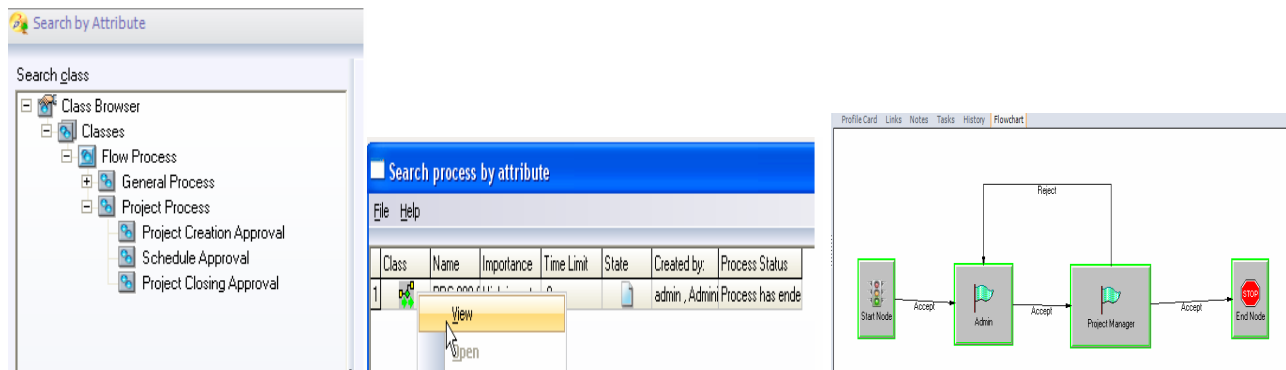 Search by Attribute
Search class
Class Browser
Classes
Flow Process
General Process
Project Process
Project Creation Approval
Schedule Approval
Project Closing Approval
Search process by attribute
File Help
Class Name Importance Time Limit State Created by: Process Status
1 admin , Admini Process has ende
View
Open
Profile Card Links Notes Tasks History Flowchart
Reject
Start Node Accept Admin Accept Project Manager Accept STOP End Node